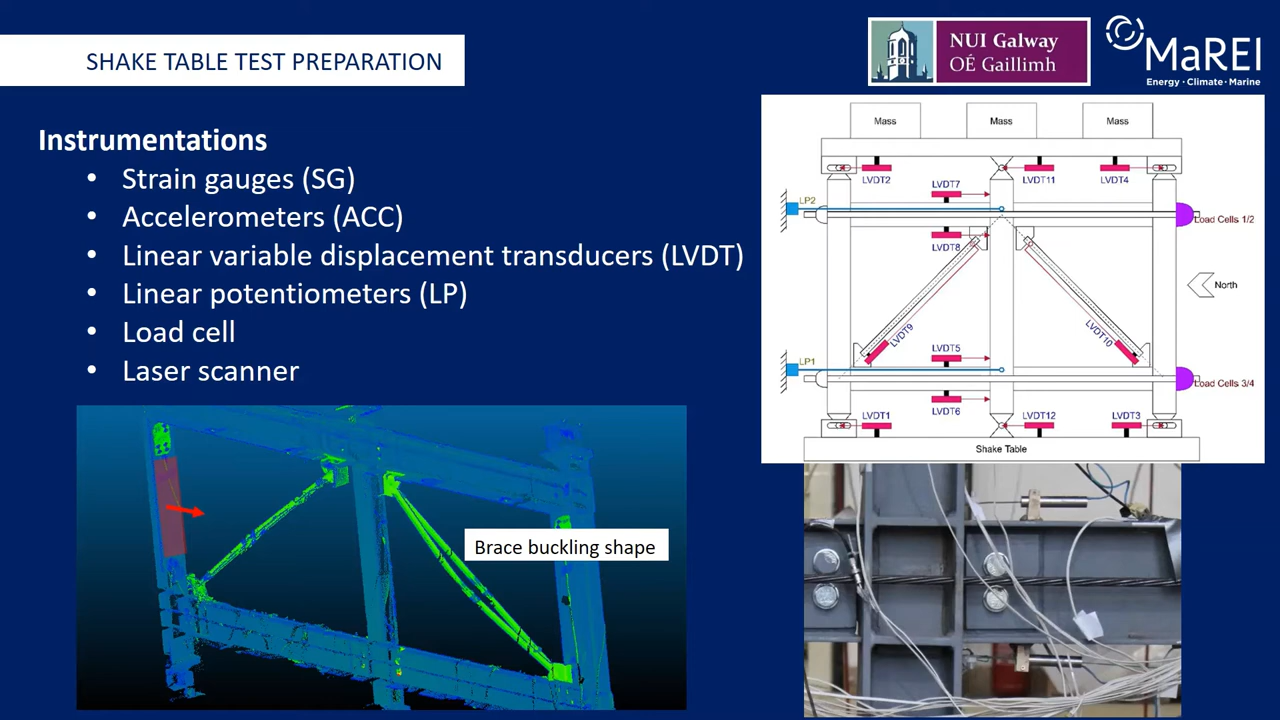 SHAKE TABLE TEST PREPARATION
NUI Galway
OÉ Gaillimh
MaREI
Energy · Climate · Marine
Instrumentations
• Strain gauges (SG)
• Accelerometers (ACC)
• Linear variable displacement transducers (LVDT)
• Linear potentiometers (LP)
• Load cell
• Laser scanner
Brace buckling shape
Mass
Mass
Mass
LVDT2
LVDT11
LVDT4
LVDT7
LP2
Load Cells 1/2
LVDT8
North
LVDT9
LVDT10
LVDT5
LP1
Load Cells 3/4
LVDT6
LVDT1
LVDT12
LVDT3
Shake Table